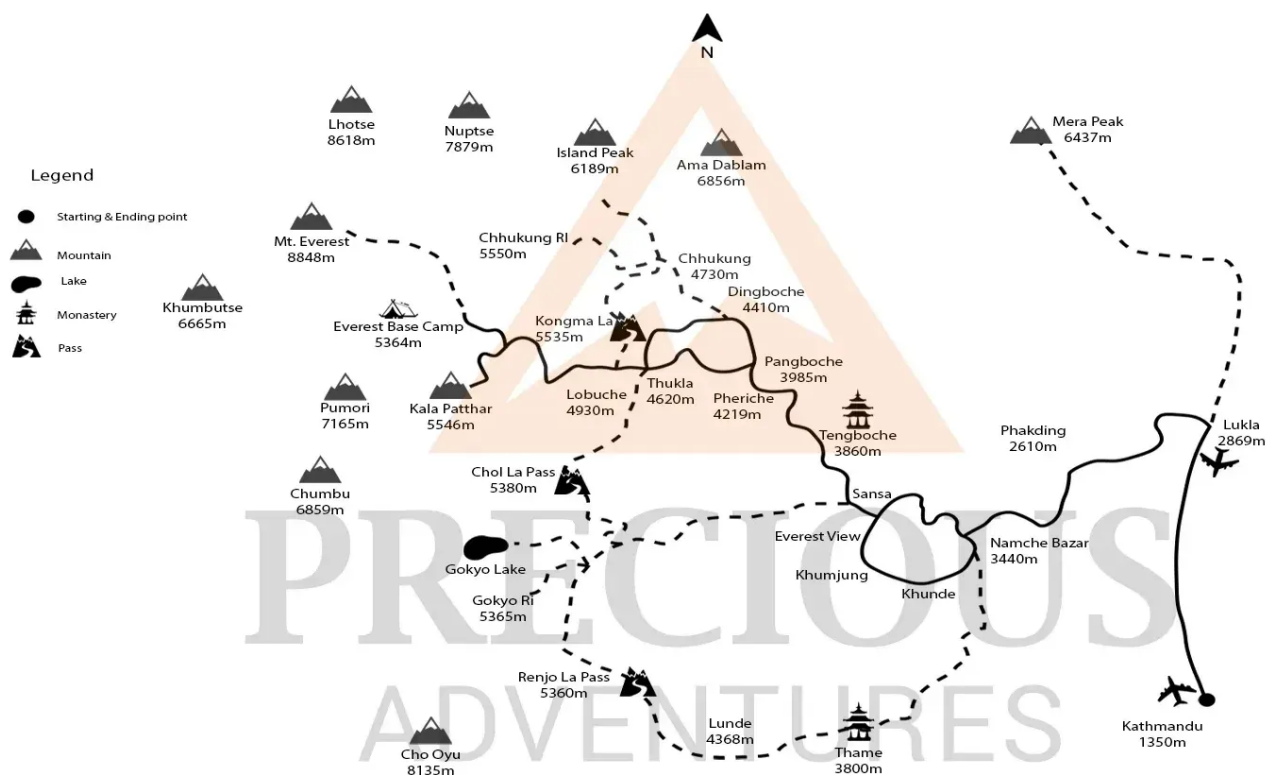 N
Lhotse
8618m
Nuptse
7879m
Island Peak
6189m
Ama Dablam
6856m
Mera Peak
6437m
Legend
Starting & Ending point
Mountain
Lake
Monastery
Pass
Mt. Everest
8848m
Chhukung RI
5550m
Chhukung
4730m
Dingboche
4410m
Khumbutse
6665m
Everest Base Camp
5364m
Kongma La
5535m
Pangboche
3985m
Pumori
7165m
Kala Patthar
5546m
Lobuche
4930m
Thukla
4620m
Pheriche
4219m
Tengboche
3860m
Phakding
2610m
Lukla
2869m
Chumbu
6859m
Chol La Pass
5380m
Sansa
Everest View
Namche Bazar
3440m
Gokyo Lake
Khumjung
Khunde
Gokyo Ri
5365m
PRECIOUS
ADVENTURES
Renjo La Pass
5360m
Lunde
4368m
Thame
3800m
Kathmandu
1350m
Cho Oyu
8135m